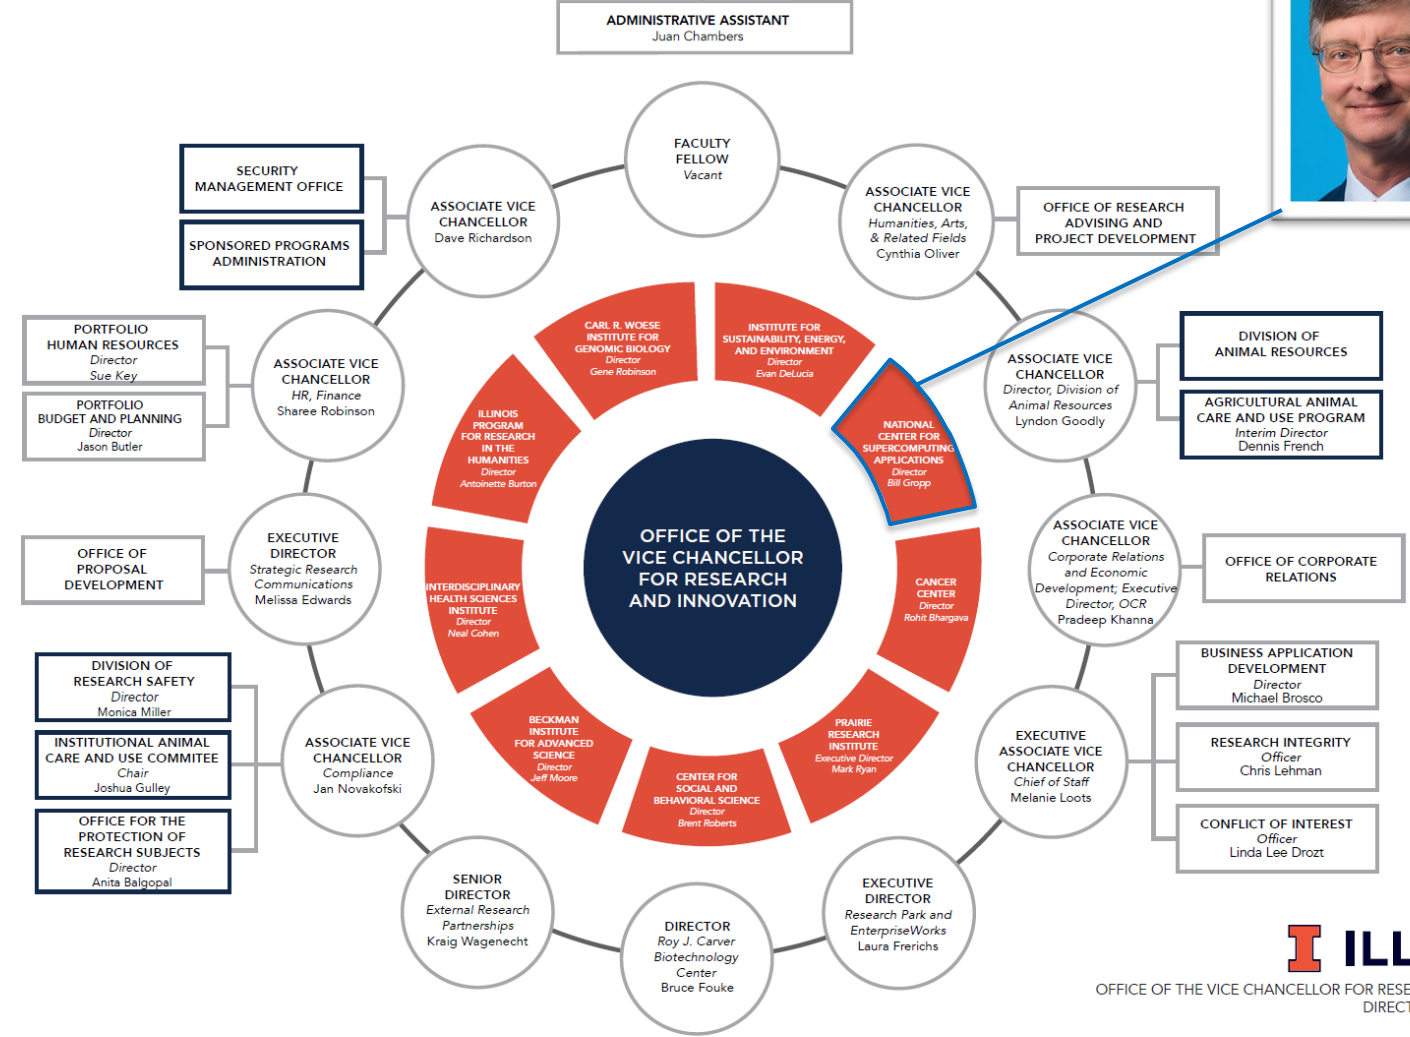 ADMINISTRATIVE ASSISTANT
Juan Chambers
FACULTY
FELLOW
Vacant
SECURITY
MANAGEMENT OFFICE
SPONSORED PROGRAMS
ADMINISTRATION
ASSOCIATE VICE
CHANCELLOR
Dave Richardson
ASSOCIATE VICE
CHANCELLOR
Humanities, Arts,
& Related Fields
Cynthia Oliver
OFFICE OF RESEARCH
ADVISING AND
PROJECT DEVELOPMENT
PORTFOLIO
HUMAN RESOURCES
Director
Sue Key
PORTFOLIO
BUDGET AND PLANNING
Director
Jason Butler
ASSOCIATE VICE
CHANCELLOR
HR, Finance
Sharee Robinson
CARL R. WOESE
INSTITUTE FOR
GENOMIC BIOLOGY
Director
Gene Robinson
INSTITUTE FOR
SUSTAINABILITY, ENERGY,
AND ENVIRONMENT
Director
Evan DeLucia
ASSOCIATE VICE
CHANCELLOR
Director, Division of
Animal Resources
Lyndon Goodly
DIVISION OF
ANIMAL RESOURCES
AGRICULTURAL ANIMAL
CARE AND USE PROGRAM
Interim Director
Dennis French
ILLINOIS
PROGRAM
FOR RESEARCH
IN THE
HUMANITIES
Director
Antoinette Burton
NATIONAL
CENTER FOR
SUPERCOMPUTING
APPLICATIONS
Director
Bill Gropp
OFFICE OF
PROPOSAL
DEVELOPMENT
EXECUTIVE
DIRECTOR
Strategic Research
Communications
Melissa Edwards
INTERDISCIPLINARY
HEALTH SCIENCES
INSTITUTE
Director
Neal Cohen
OFFICE OF THE
VICE CHANCELLOR
FOR RESEARCH
AND INNOVATION
CANCER
CENTER
Director
Rohit Bhargava
ASSOCIATE VICE
CHANCELLOR
Corporate Relations
and Economic
Development; Executive
Director, OCR
Pradeep Khanna
OFFICE OF CORPORATE
RELATIONS
DIVISION OF
RESEARCH SAFETY
Director
Monica Miller
INSTITUTIONAL ANIMAL
CARE AND USE COMMITEE
Chair
Joshua Gulley
OFFICE FOR THE
PROTECTION OF
RESEARCH SUBJECTS
Director
Anita Balgopal
ASSOCIATE VICE
CHANCELLOR
Compliance
Jan Novakofski
BECKMAN
INSTITUTE
FOR ADVANCED
SCIENCE
Director
Jeff Moore
CENTER FOR
SOCIAL AND
BEHAVIORAL SCIENCE
Director
Brent Roberts
PRAIRIE
RESEARCH
INSTITUTE
Executive Director
Mark Ryan
EXECUTIVE
ASSOCIATE VICE
CHANCELLOR
Chief of Staff
Melanie Loots
BUSINESS APPLICATION
DEVELOPMENT
Director
Michael Brosco
RESEARCH INTEGRITY
Officer
Chris Lehman
CONFLICT OF INTEREST
Officer
Linda Lee Drozt
SENIOR
DIRECTOR
External Research
Partnerships
Kraig Wagenecht
DIRECTOR
Roy J. Carver
Biotechnology
Center
Bruce Fouke
EXECUTIVE
DIRECTOR
Research Park and
EnterpriseWorks
Laura Frerichs
I ILL
OFFICE OF THE VICE CHANCELLOR FOR RESE
DIRECT